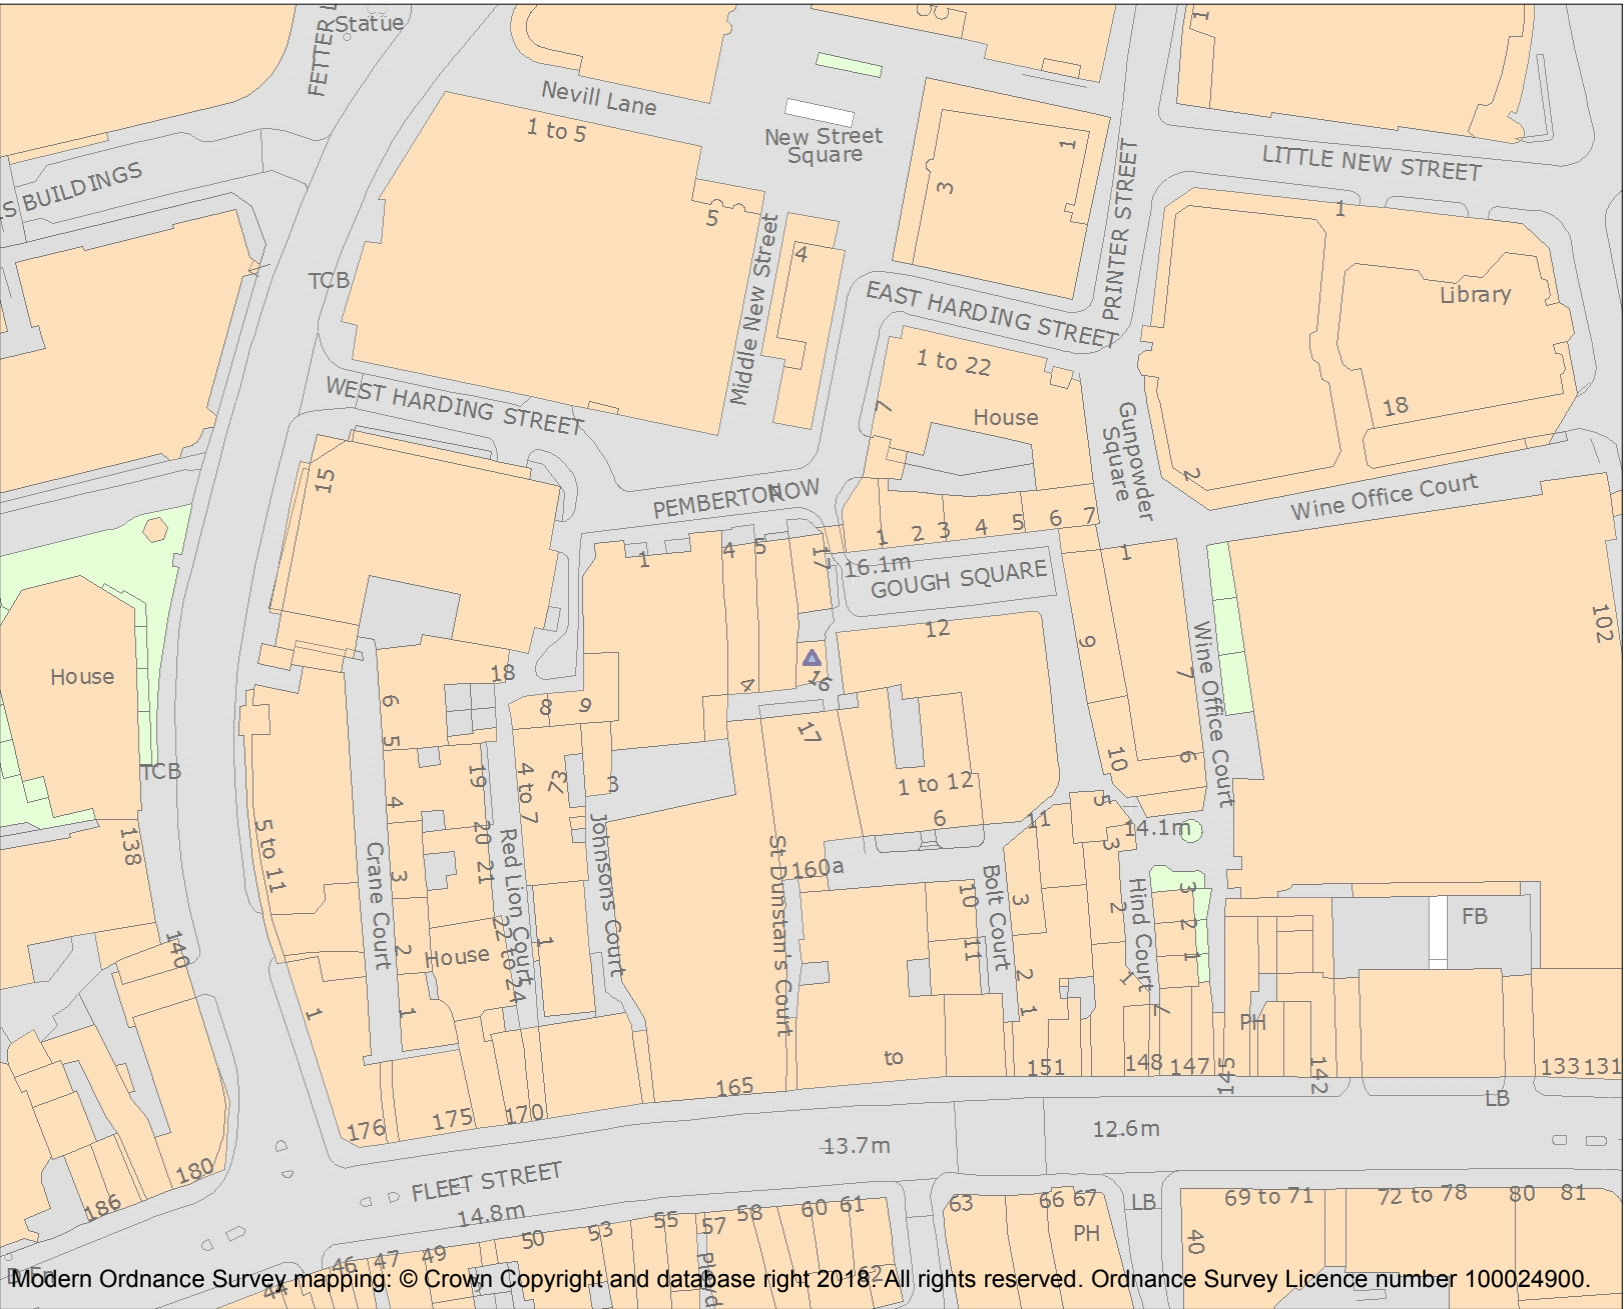 FETTER L
Statue
1
Nevill Lane
1 to 5
New Street
Square
1
3
PRINTER STREET
LITTLE NEW STREET
S BUILDINGS
5
1
Middle New Street
4
TCB
EAST HARDING STREET
Library
1 to 22
WEST HARDING STREET
7
House
Gunpowder
Square
18
15
2
PEMBERTON ROW
Wine Office Court
1
4
5
17
1
2
3
4
5
6
7
16.1m
GOUGH SQUARE
1
12
9
102
House
18
6
8
9
4
16
7
Wine Office Court
5
17
TCB
19
4 to 7
73
3
1 to 12
10
6
4
6
11
5
14.1m
138
5 to 11
20
21
Red Lion Court
Johnsons Court
St Dunstan's Court
160a
3
Crane Court
3
10
Bolt Court
3
2
Hind Court
3
2
1
FB
140
2
House
22 to 24
1
11
2
1
1
1
1
7
PH
to
165
151
148
147
145
142
133
131
176
175
170
LB
13.7m
12.6m
180
186
FLEET STREET
14.8m
46
47
49
50
53
55
57
58
60
61
62
63
66
67
PH
LB
69 to 71
72 to 78
80
81
40
44
Modern Ordnance Survey mapping: © Crown Copyright and database right 2018. All rights reserved. Ordnance Survey Licence number 100024900.